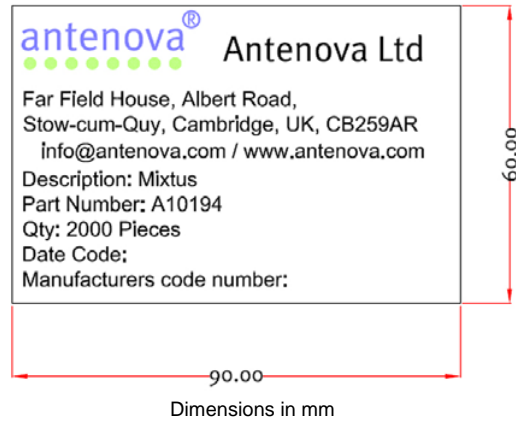 antenova®
Antenova Ltd
Far Field House, Albert Road,
Stow-cum-Quy, Cambridge, UK, CB259AR
info@antenova.com / www.antenova.com
Description: Mixtus
Part Number: A10194
Qty: 2000 Pieces
Date Code:
Manufacturers code number:
60.00
90.00
Dimensions in mm